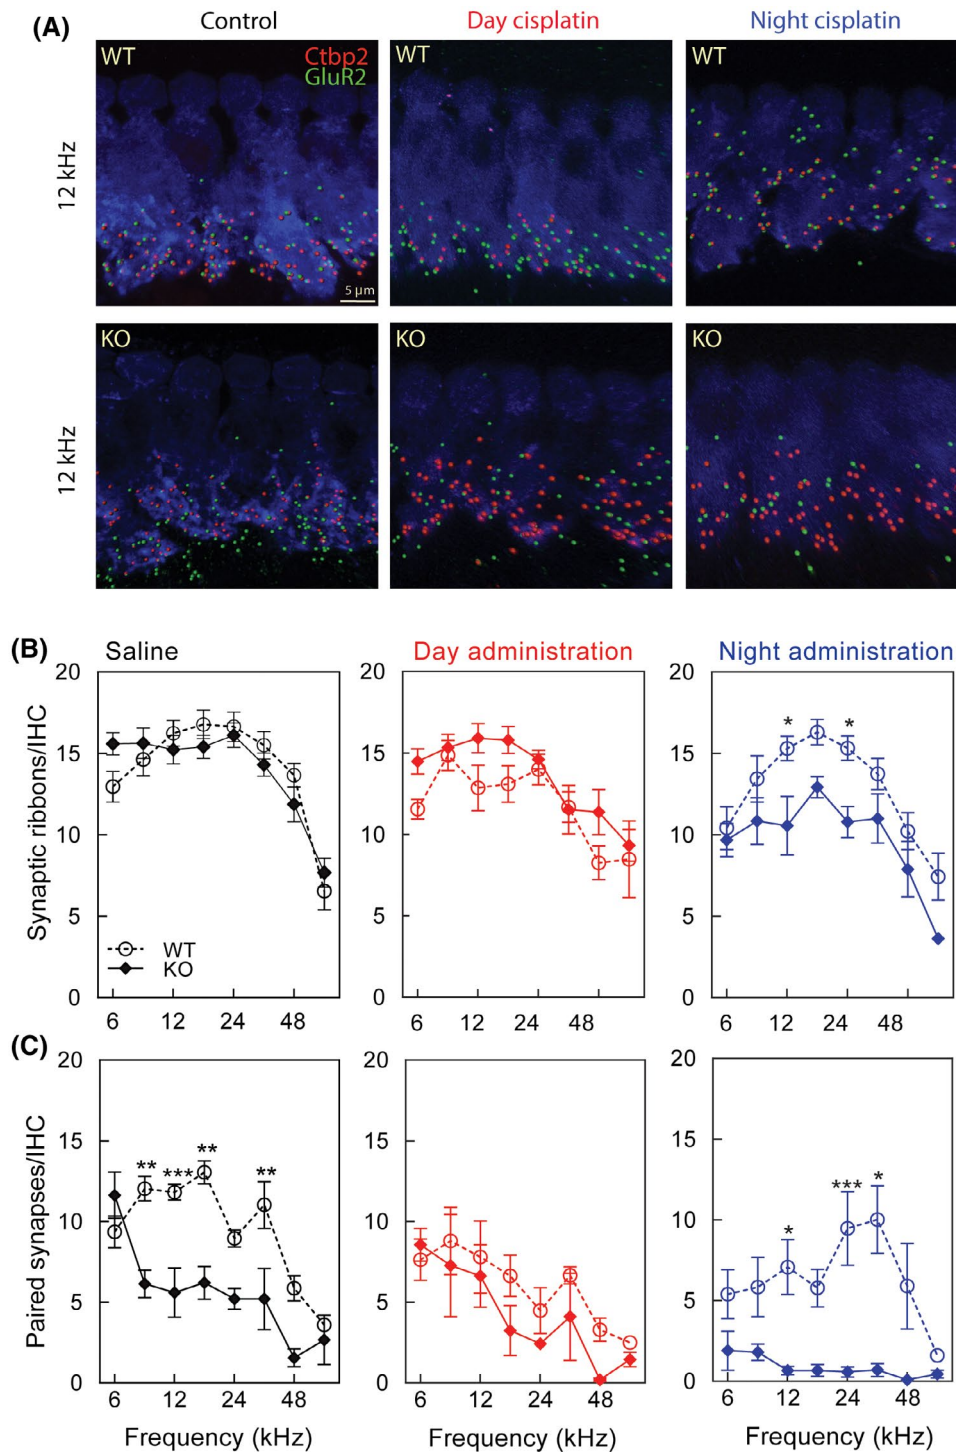 (A)
Control
Day cisplatin
Night cisplatin
WT
Ctbp2
GluR2
WT
WT
12 kHz
5 µm
KO
KO
KO
12 kHz
(B)
Saline
Day administration
Night administration
Synaptic ribbons/IHC
20
15
10
5
0
WT
KO
6
12
24
48
20
15
10
5
0
6
12
24
48
20
15
10
5
0
* *
6
12
24
48
(C)
Paired synapses/IHC
20
15
10
5
0
** *** ** **
6
12
24
48
Frequency (kHz)
20
15
10
5
0
6
12
24
48
Frequency (kHz)
20
15
10
5
0
* *** *
6
12
24
48
Frequency (kHz)